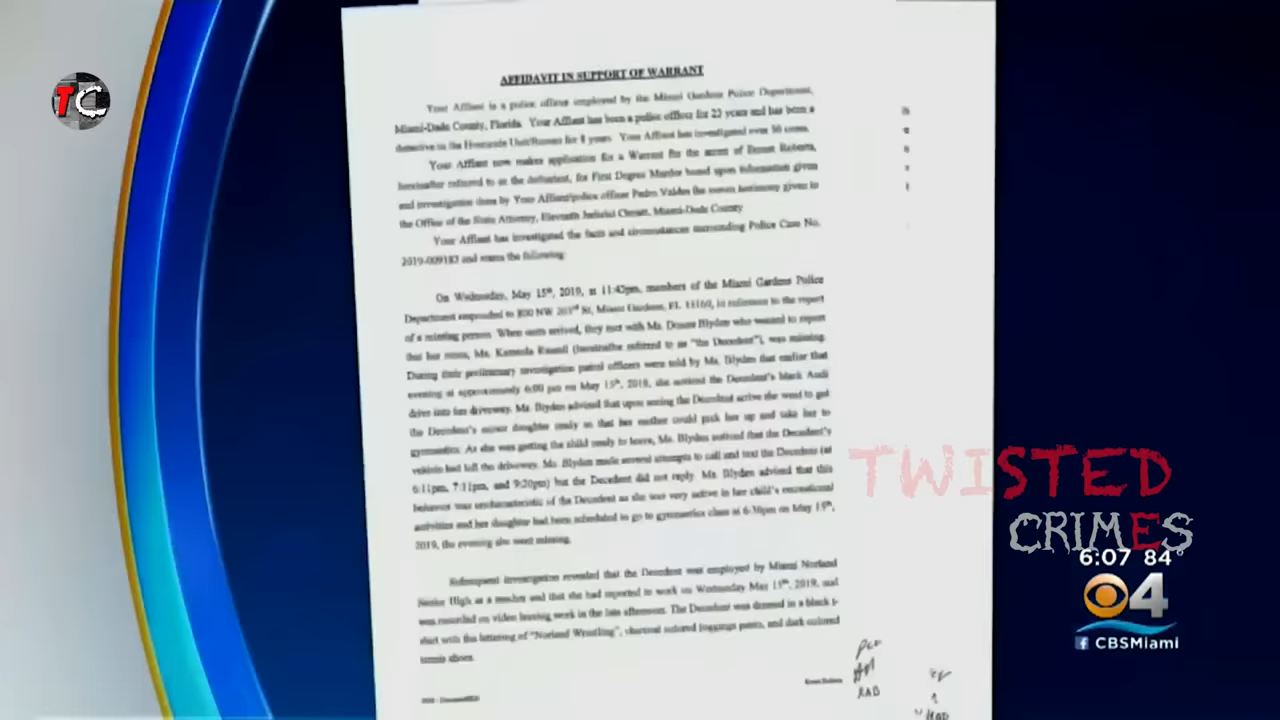 TC
AFFIDAVIT IN SUPPORT OF WARRANT
Your Affiant is a police officer employed by the Miami Gardens Police Department,
Miami-Dade County, Florida. Your Affiant has been a police officer for 23 years and has been a
detective in the Homicide Unit/Bureau for 8 years. Your Affiant has investigated over 50 cases.
Your Affiant now makes application for a Warrant for the arrest of Ernest Roberts,
hereinafter referred to as the defendant, for First Degree Murder based upon information given
and investigation done by Your Affiant/police officer Pedro Valdes the sworn testimony given to
the Office of the State Attorney, Eleventh Judicial Circuit, Miami-Dade County
Your Affiant has investigated the facts and circumstances surrounding Police Case No.
2019-009183 and states the following:
On Wednesday, May 15th, 2019, at 11:43pm, members of the Miami Gardens Police
Department responded to 800 NW 203rd St, Miami Gardens, FL in reference to the report
of a missing person. When units arrived, they met with Ms. Blyden who wanted to report
that her niece, Ms. Kameela Russell (hereinafter referred to as "the Decedent"), was missing.
During their preliminary investigation patrol officers were told by Ms. Blyden that earlier that
evening at approximately 6:00 pm on May 15th, 2019, she noticed the Decedent's black Audi
drive into her driveway. Ms. Blyden advised that upon seeing the Decedent arrive she went to get
the Decedent's minor daughter ready so that her mother could pick her up and take her to
gymnastics. As she was getting the child ready to leave, Ms. Blyden noticed that the Decedent's
vehicle had left the driveway. Ms. Blyden made several attempts to call and text the Decedent (at
6:11pm, 7:11pm, and 9:20pm) but the Decedent did not reply. Ms. Blyden advised that this
behavior was uncharacteristic of the Decedent as she was very active in her child's recreational
activities and her daughter had been scheduled to go to gymnastics class at 6:30pm on May 15th,
2019, the evening she went missing.
Subsequent investigation revealed that the Decedent was employed by Miami Norland
Senior High as a teacher and that she had reported to work on Wednesday May 15th, 2019, and
was recorded on video leaving work in the late afternoon. The Decedent was dressed in a black t-
shirt with the lettering of "Norland Wrestling", charcoal colored joggings pants, and dark colored
tennis shoes.
RAD
TWISTED
CRIMES
6:07 84°
4
f CBSMiami